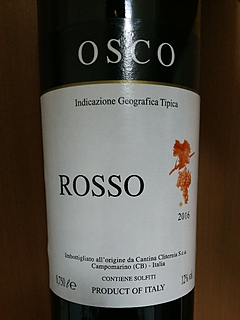 OSCO
Indicazione Geografica Tipica
ROSSO
2016
Imbottigliato all'origine da Cantina Cliternia S.c.a.
Campomarino (CB) - Italia
CONTIENE SOLFITI
0,750 l e
12% vol.
PRODUCT OF ITALY